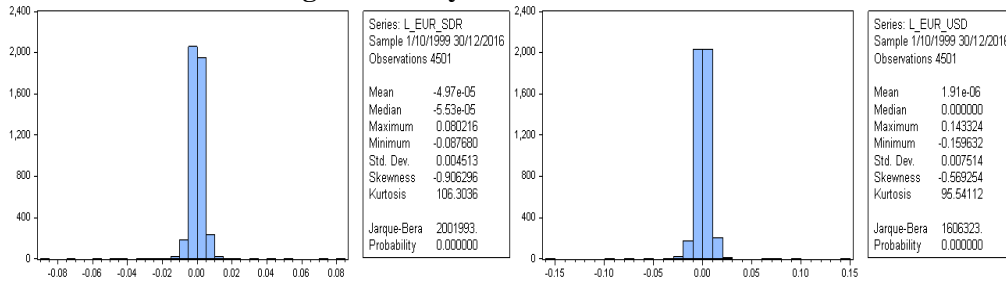 2,400
2,000
1,600
1,200
800
400
0
-0.08 -0.06 -0.04 -0.02 0.00 0.02 0.04 0.06 0.08
Series: L_EUR_SDR
Sample 1/10/1999 30/12/2016
Observations 4501
Mean -4.97e-05
Median -5.53e-05
Maximum 0.080216
Minimum -0.087680
Std. Dev. 0.004513
Skewness -0.906296
Kurtosis 106.3036
Jarque-Bera 2001993.
Probability 0.000000
2,400
2,000
1,600
1,200
800
400
0
-0.15 -0.10 -0.05 0.00 0.05 0.10 0.15
Series: L_EUR_USD
Sample 1/10/1999 30/12/2016
Observations 4501
Mean 1.91e-06
Median 0.000000
Maximum 0.143324
Minimum -0.159632
Std. Dev. 0.007514
Skewness -0.569254
Kurtosis 95.54112
Jarque-Bera 1606323.
Probability 0.000000